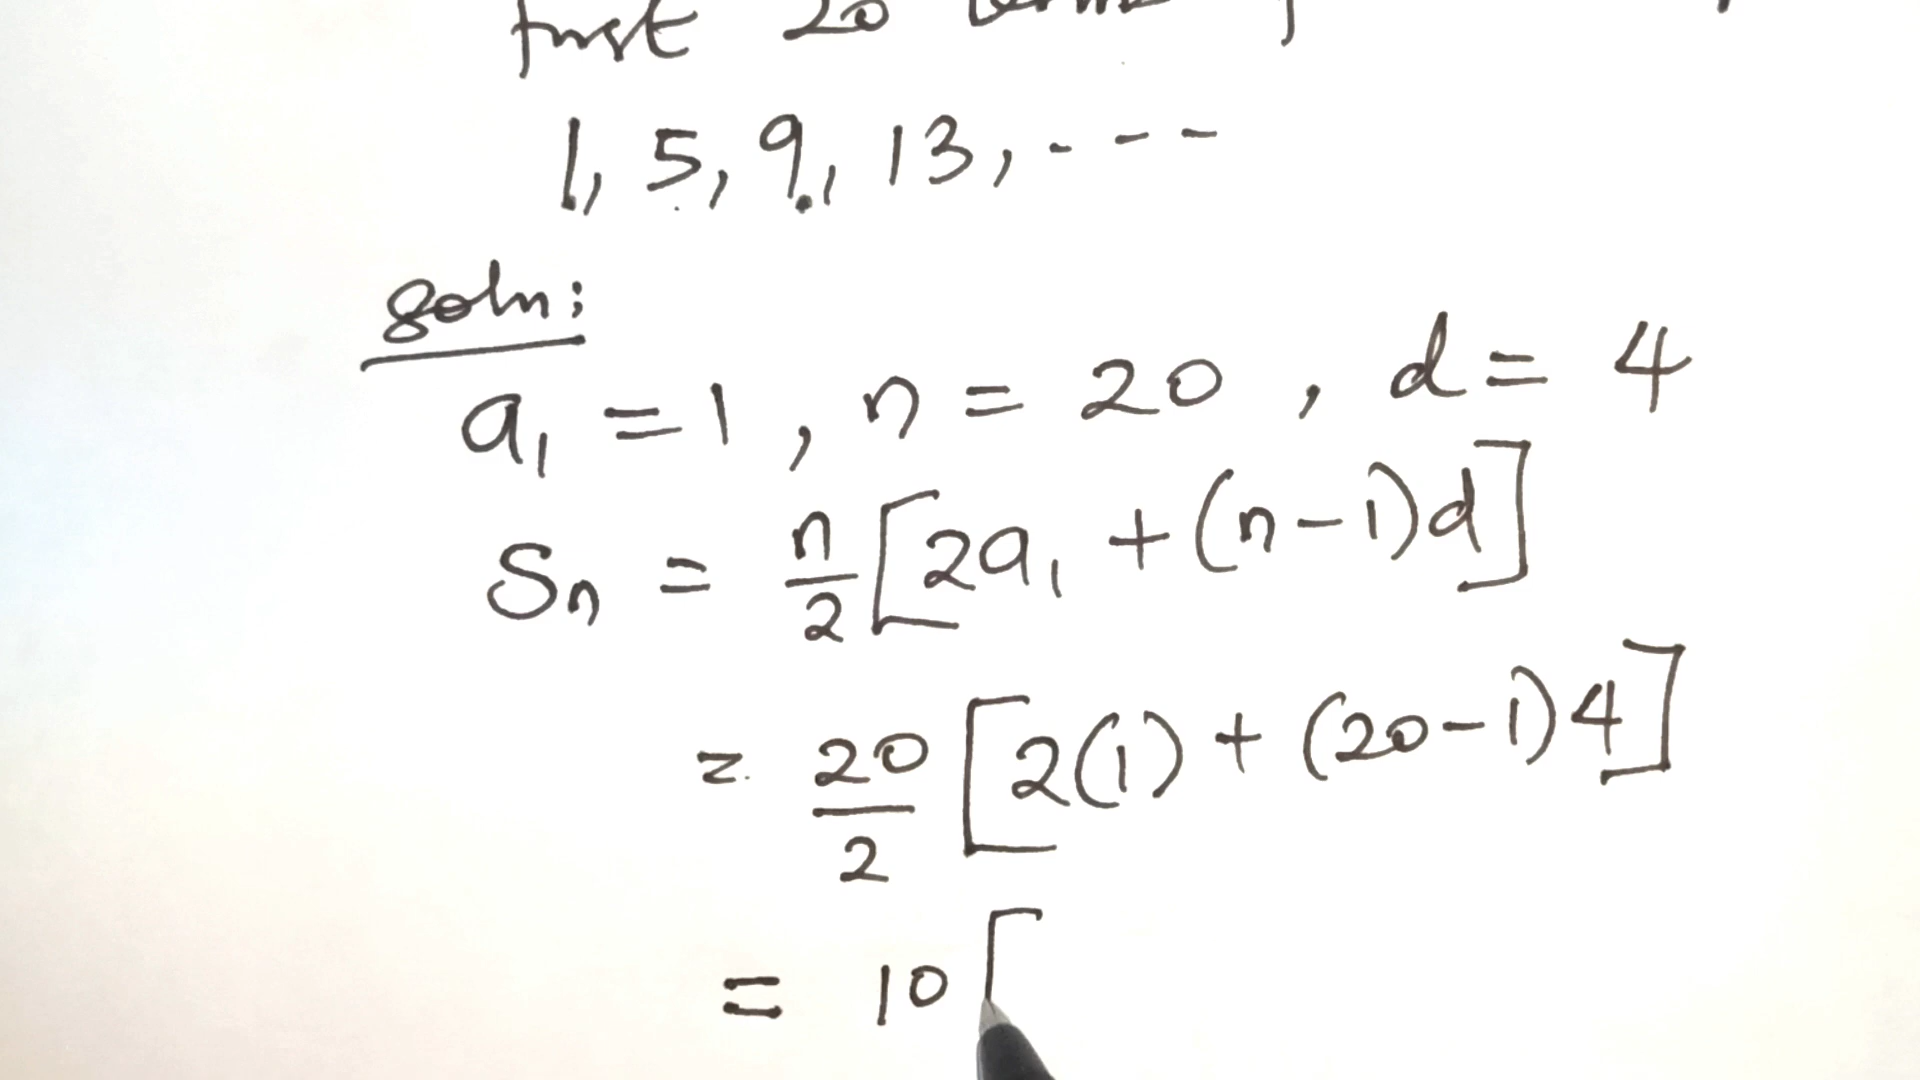 first 20 terms
1, 5, 9, 13, ----
soln:
a₁ = 1, n = 20, d = 4
Sn = n/2 [2a₁ + (n-1)d]
= 20/2 [2(1) + (20-1)4]
= 10 [